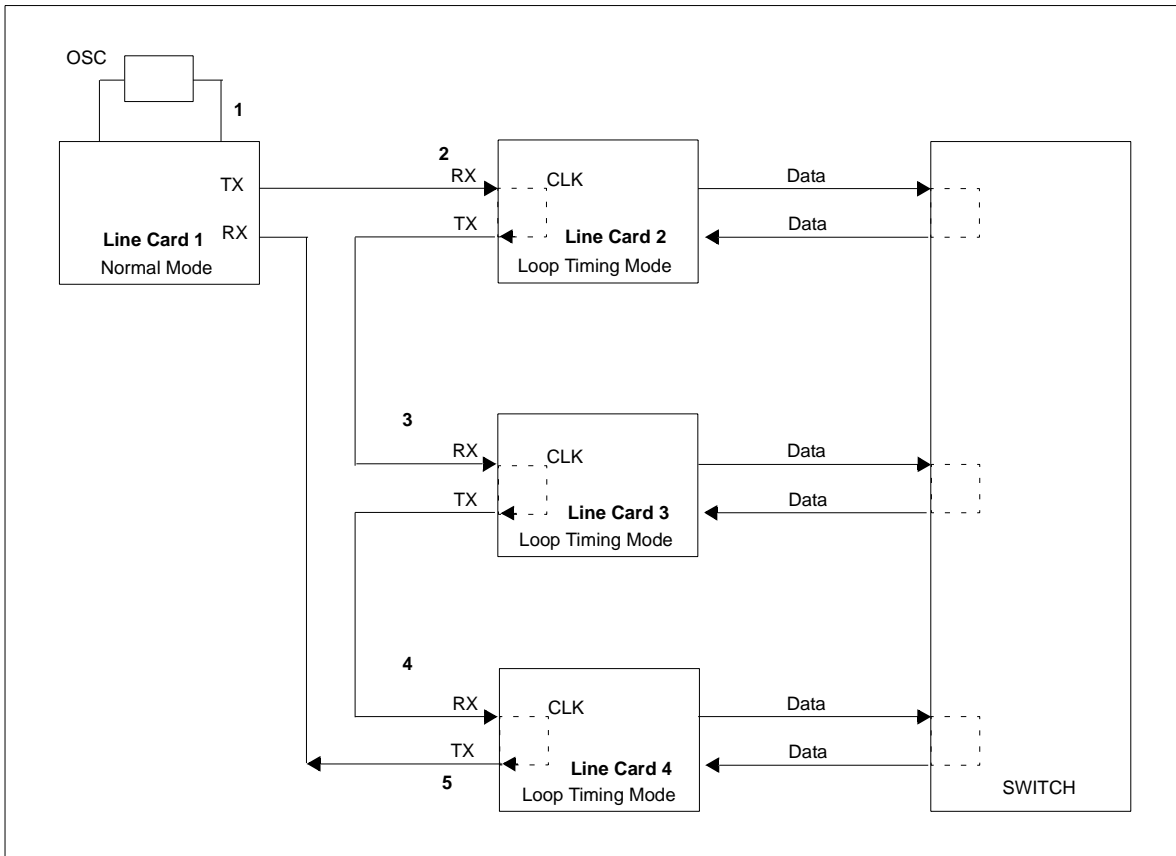 OSC
1
TX
RX
Line Card 1
Normal Mode
2
RX
CLK
TX
Line Card 2
Loop Timing Mode
Data
Data
3
RX
CLK
TX
Line Card 3
Loop Timing Mode
Data
Data
4
RX
CLK
TX
5
Line Card 4
Loop Timing Mode
Data
Data
SWITCH